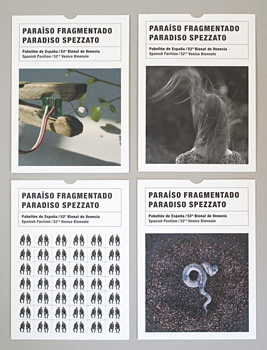 PARAÍSO FRAGMENTADO
PARADISO SPEZZATO
Pabellón de España/52ª Bienal de Venecia
Spanish Pavilion/52nd Venice Biennale
PARAÍSO FRAGMENTADO
PARADISO SPEZZATO
Pabellón de España/52ª Bienal de Venecia
Spanish Pavilion/52nd Venice Biennale
PARAÍSO FRAGMENTADO
PARADISO SPEZZATO
Pabellón de España/52ª Bienal de Venecia
Spanish Pavilion/52nd Venice Biennale
PARAÍSO FRAGMENTADO
PARADISO SPEZZATO
Pabellón de España/52ª Bienal de Venecia
Spanish Pavilion/52nd Venice Biennale